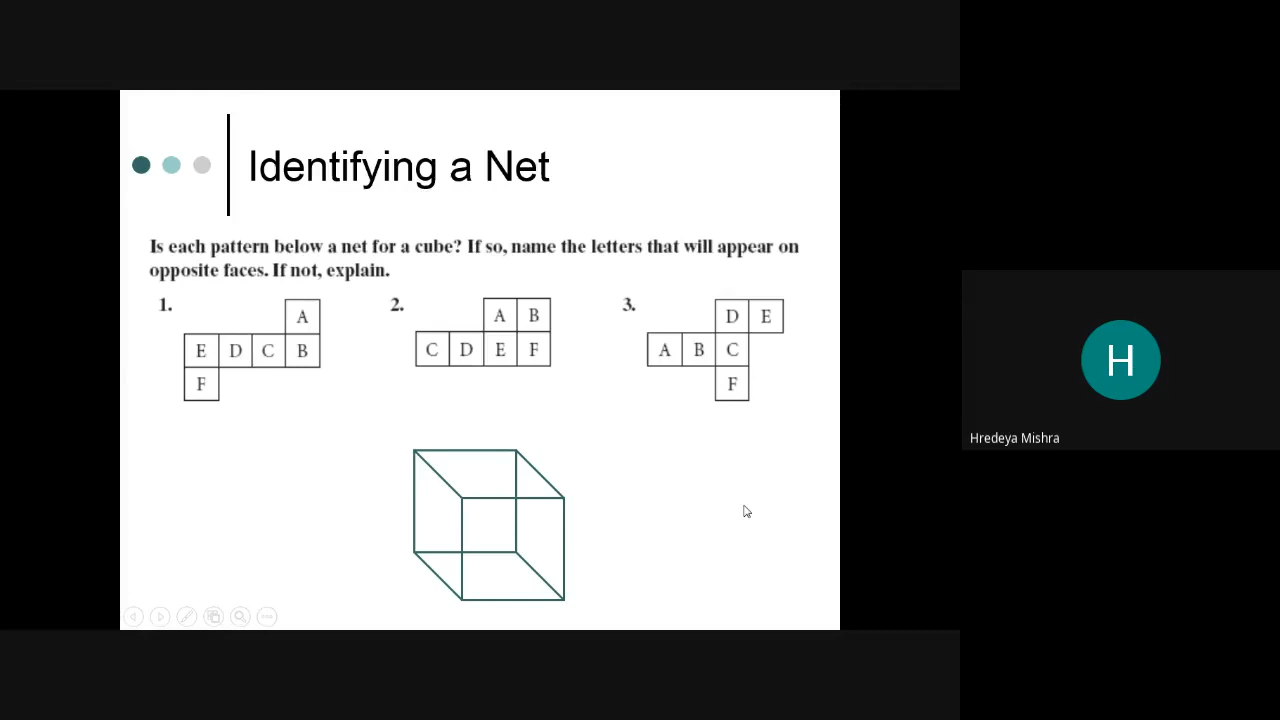 Identifying a Net
Is each pattern below a net for a cube? If so, name the letters that will appear on
opposite faces. If not, explain.
1.
A
E D C B
F
2.
A B
C D E F
3.
D E
A B C
F
H
Hredeya Mishra